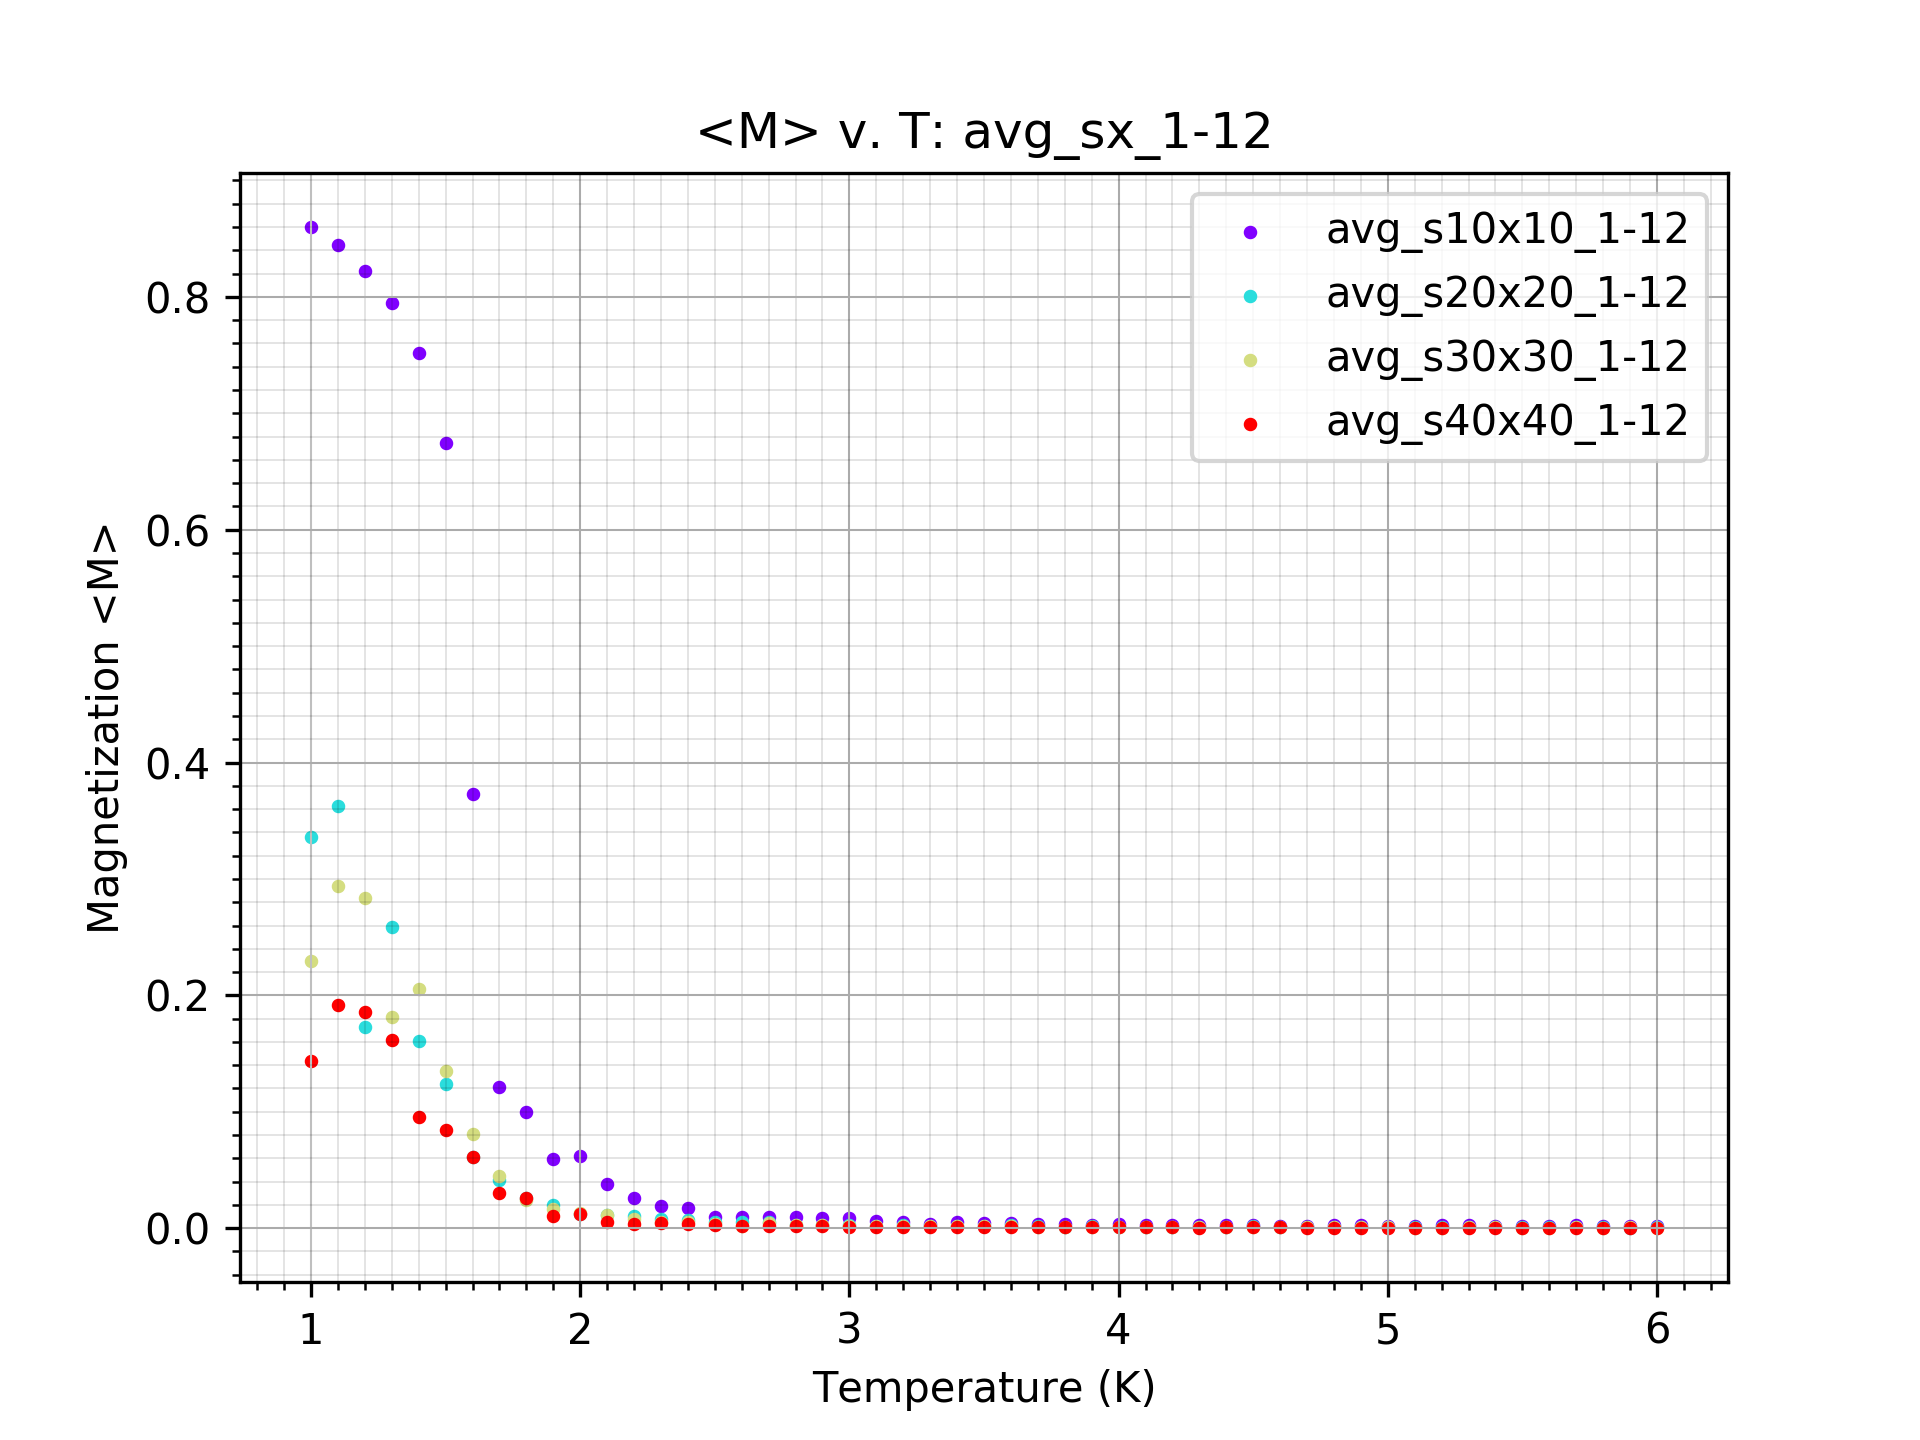 <M> v. T: avg_sx_1-12
avg_s10x10_1-12
avg_s20x20_1-12
avg_s30x30_1-12
avg_s40x40_1-12
Magnetization <M>
0.8
0.6
0.4
0.2
0.0
1 2 3 4 5 6
Temperature (K)